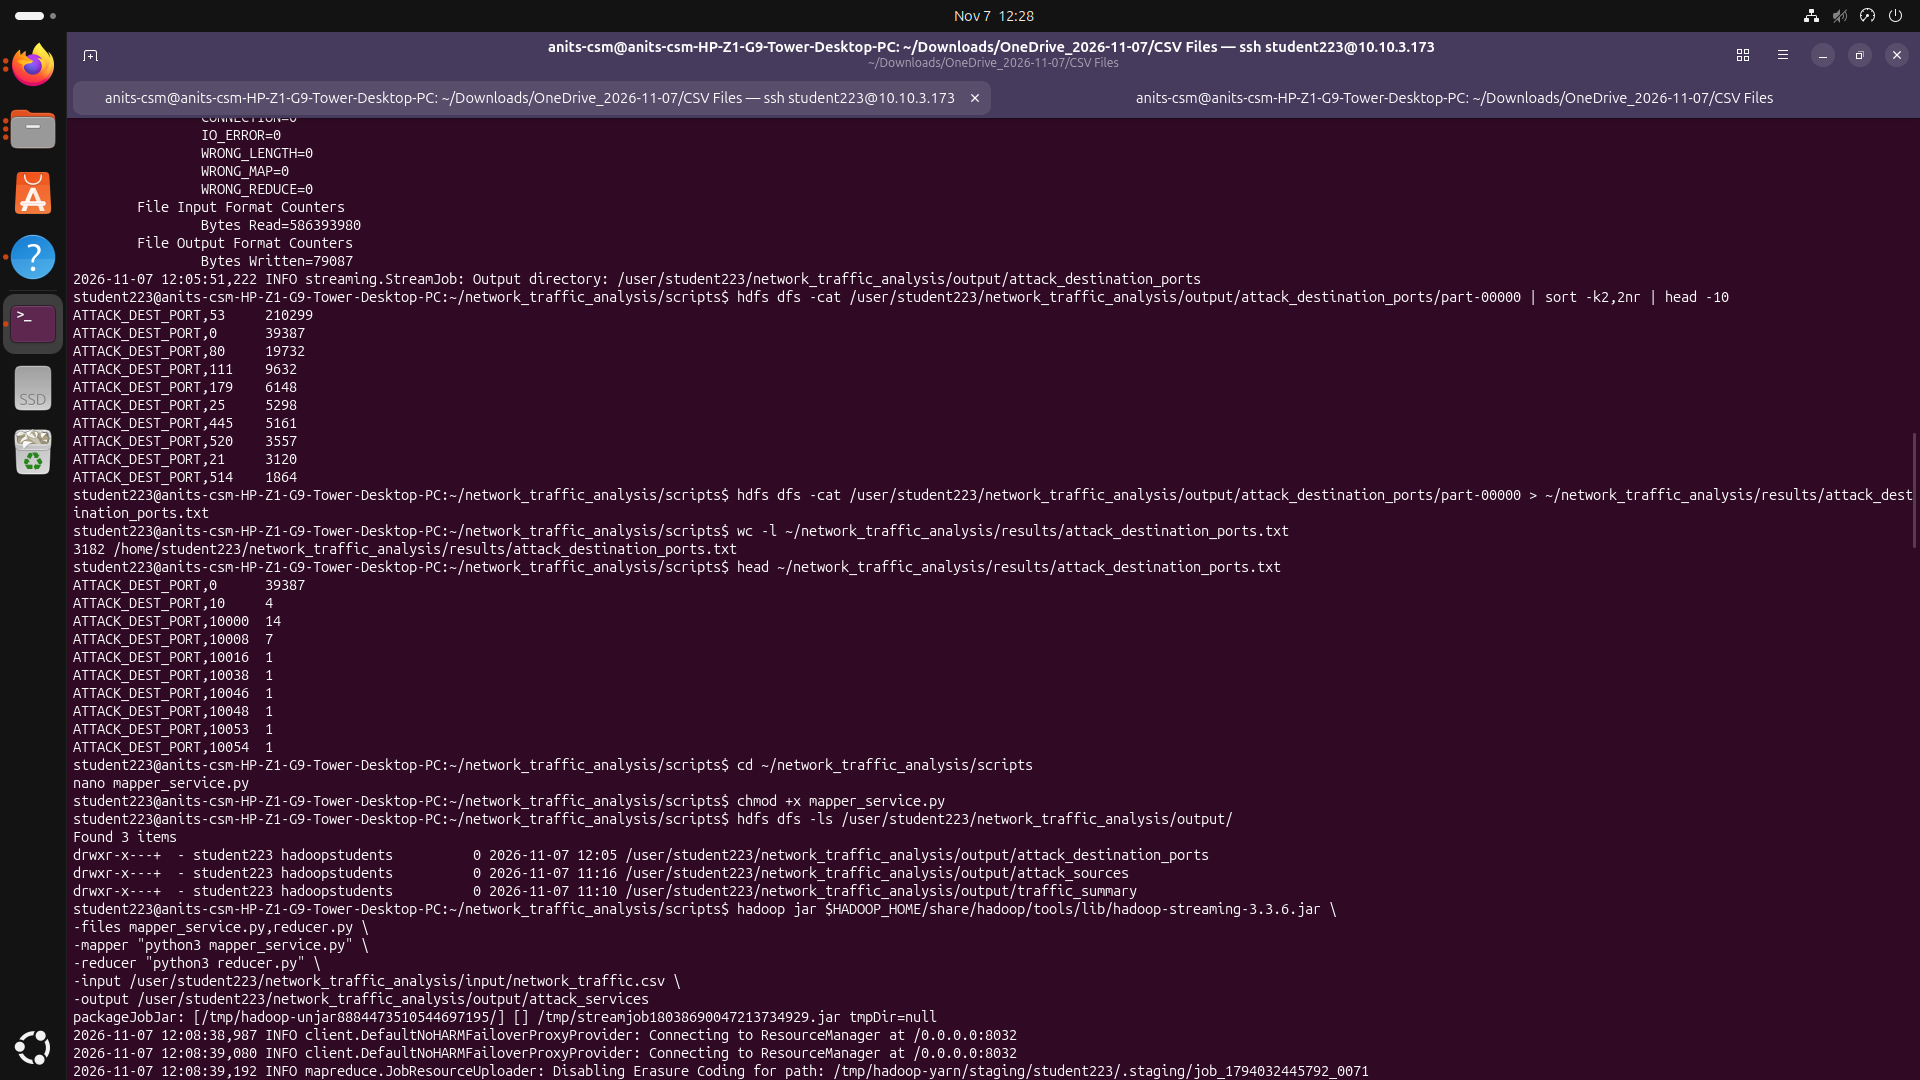 Nov 7 12:28
anits-csm@anits-csm-HP-Z1-G9-Tower-Desktop-PC: ~/Downloads/OneDrive_2026-11-07/CSV Files — ssh student223@10.10.3.173
~/Downloads/OneDrive_2026-11-07/CSV Files
anits-csm@anits-csm-HP-Z1-G9-Tower-Desktop-PC: ~/Downloads/OneDrive_2026-11-07/CSV Files — ssh student223@10.10.3.173
anits-csm@anits-csm-HP-Z1-G9-Tower-Desktop-PC: ~/Downloads/OneDrive_2026-11-07/CSV Files
CONNECTION=0
IO_ERROR=0
WRONG_LENGTH=0
WRONG_MAP=0
WRONG_REDUCE=0
File Input Format Counters
Bytes Read=586393980
File Output Format Counters
Bytes Written=79087
2026-11-07 12:05:51,222 INFO streaming.StreamJob: Output directory: /user/student223/network_traffic_analysis/output/attack_destination_ports
student223@anits-csm-HP-Z1-G9-Tower-Desktop-PC:~/network_traffic_analysis/scripts$ hdfs dfs -cat /user/student223/network_traffic_analysis/output/attack_destination_ports/part-00000 | sort -k2,2nr | head -10
ATTACK_DEST_PORT,53 210299
ATTACK_DEST_PORT,0 39387
ATTACK_DEST_PORT,80 19732
ATTACK_DEST_PORT,111 9632
ATTACK_DEST_PORT,179 6148
ATTACK_DEST_PORT,25 5298
ATTACK_DEST_PORT,445 5161
ATTACK_DEST_PORT,520 3557
ATTACK_DEST_PORT,21 3120
ATTACK_DEST_PORT,514 1864
student223@anits-csm-HP-Z1-G9-Tower-Desktop-PC:~/network_traffic_analysis/scripts$ hdfs dfs -cat /user/student223/network_traffic_analysis/output/attack_destination_ports/part-00000 > ~/network_traffic_analysis/results/attack_dest
ination_ports.txt
student223@anits-csm-HP-Z1-G9-Tower-Desktop-PC:~/network_traffic_analysis/scripts$ wc -l ~/network_traffic_analysis/results/attack_destination_ports.txt
3182 /home/student223/network_traffic_analysis/results/attack_destination_ports.txt
student223@anits-csm-HP-Z1-G9-Tower-Desktop-PC:~/network_traffic_analysis/scripts$ head ~/network_traffic_analysis/results/attack_destination_ports.txt
ATTACK_DEST_PORT,0 39387
ATTACK_DEST_PORT,10 4
ATTACK_DEST_PORT,10000 14
ATTACK_DEST_PORT,10008 7
ATTACK_DEST_PORT,10016 1
ATTACK_DEST_PORT,10038 1
ATTACK_DEST_PORT,10046 1
ATTACK_DEST_PORT,10048 1
ATTACK_DEST_PORT,10053 1
ATTACK_DEST_PORT,10054 1
student223@anits-csm-HP-Z1-G9-Tower-Desktop-PC:~/network_traffic_analysis/scripts$ cd ~/network_traffic_analysis/scripts
nano mapper_service.py
student223@anits-csm-HP-Z1-G9-Tower-Desktop-PC:~/network_traffic_analysis/scripts$ chmod +x mapper_service.py
student223@anits-csm-HP-Z1-G9-Tower-Desktop-PC:~/network_traffic_analysis/scripts$ hdfs dfs -ls /user/student223/network_traffic_analysis/output/
Found 3 items
drwxr-x---+ - student223 hadoopstudents 0 2026-11-07 12:05 /user/student223/network_traffic_analysis/output/attack_destination_ports
drwxr-x---+ - student223 hadoopstudents 0 2026-11-07 11:16 /user/student223/network_traffic_analysis/output/attack_sources
drwxr-x---+ - student223 hadoopstudents 0 2026-11-07 11:10 /user/student223/network_traffic_analysis/output/traffic_summary
student223@anits-csm-HP-Z1-G9-Tower-Desktop-PC:~/network_traffic_analysis/scripts$ hadoop jar $HADOOP_HOME/share/hadoop/tools/lib/hadoop-streaming-3.3.6.jar \
-files mapper_service.py,reducer.py \
-mapper "python3 mapper_service.py" \
-reducer "python3 reducer.py" \
-input /user/student223/network_traffic_analysis/input/network_traffic.csv \
-output /user/student223/network_traffic_analysis/output/attack_services
packageJobJar: [/tmp/hadoop-unjar8884473510544697195/] [] /tmp/streamjob18038690047213734929.jar tmpDir=null
2026-11-07 12:08:38,987 INFO client.DefaultNoHARMFailoverProxyProvider: Connecting to ResourceManager at /0.0.0.0:8032
2026-11-07 12:08:39,080 INFO client.DefaultNoHARMFailoverProxyProvider: Connecting to ResourceManager at /0.0.0.0:8032
2026-11-07 12:08:39,192 INFO mapreduce.JobResourceUploader: Disabling Erasure Coding for path: /tmp/hadoop-yarn/staging/student223/.staging/job_1794032445792_0071
SSD